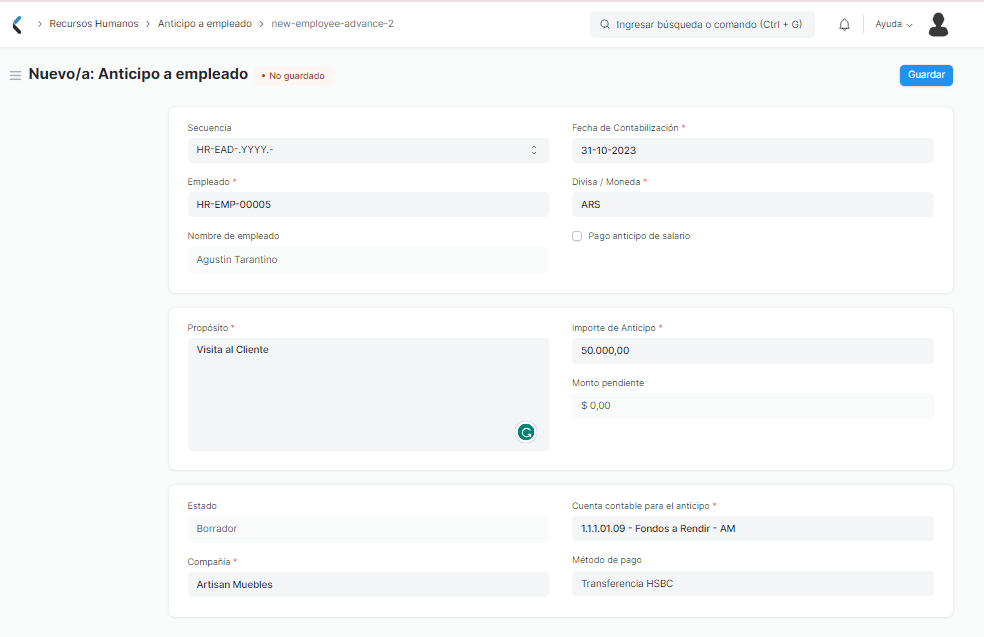 Recursos Humanos > Anticipo a empleado > new-employee-advance-2
Ingresar búsqueda o comando (Ctrl + G)
Ayuda
Nuevo/a: Anticipo a empleado
• No guardado
Guardar
Secuencia
HR-EAD-.YYYY.-
Empleado *
HR-EMP-00005
Nombre de empleado
Agustin Tarantino
Fecha de Contabilización *
31-10-2023
Divisa / Moneda *
ARS
Pago anticipo de salario
Propósito *
Visita al Cliente
Importe de Anticipo *
50.000,00
Monto pendiente
$ 0,00
Estado
Borrador
Compañía *
Artisan Muebles
Cuenta contable para el anticipo *
1.1.1.01.09 - Fondos a Rendir - AM
Método de pago
Transferencia HSBC